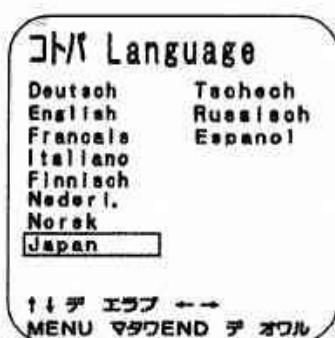 コトバ Language
Deutsch Tschech
English Russisch
Francais Espanol
Italiano
Finnisch
Nederl.
Norsk
Japan
↑↓デ エラブ ←→
MENU マタワEND デ オワル